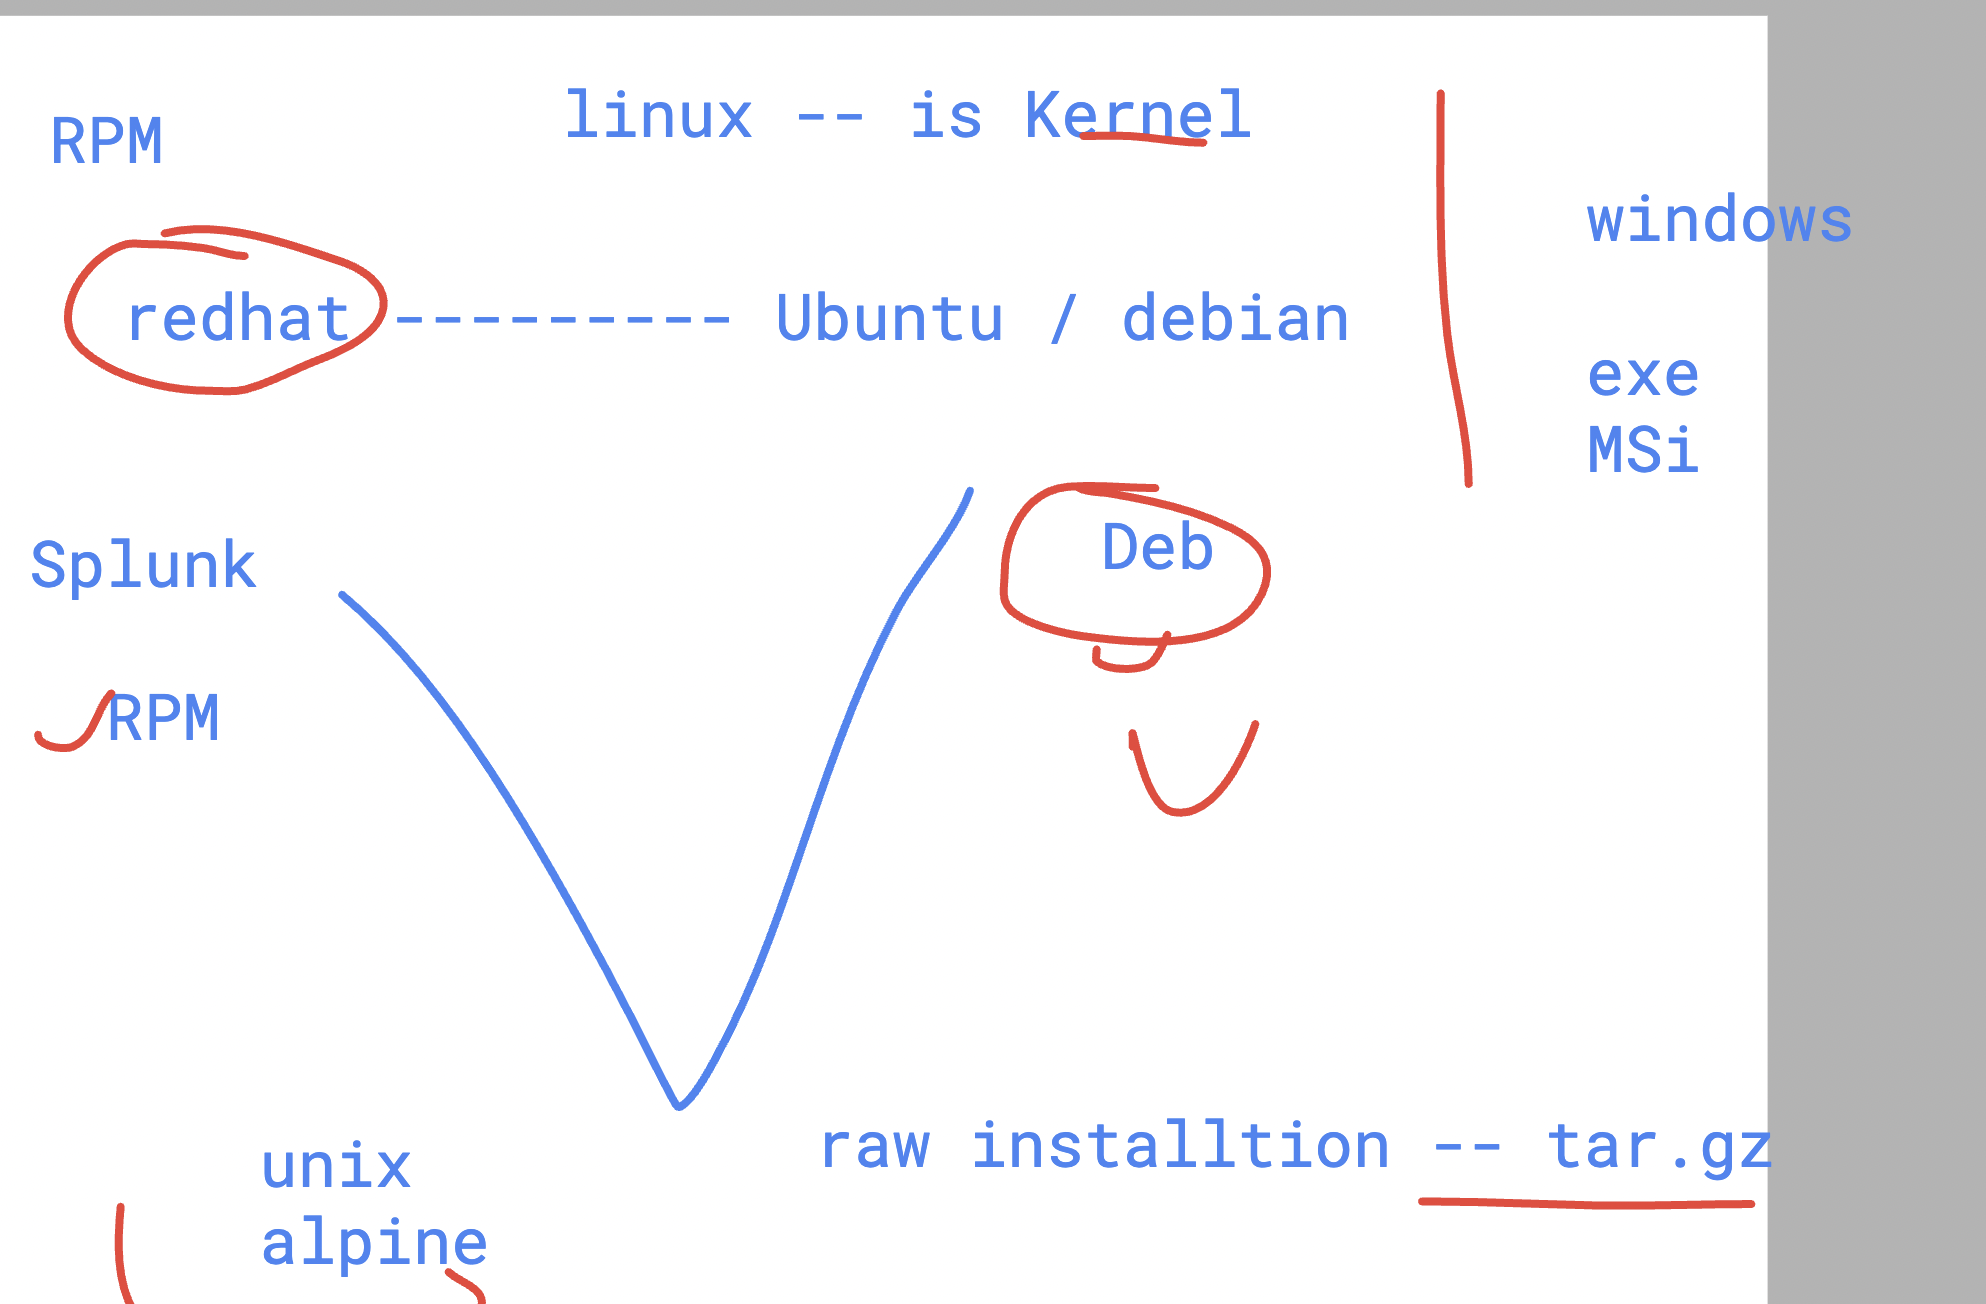 linux -- is Kernel
RPM
windows
redhat --------- Ubuntu / debian
exe
MSi
Deb
Splunk
RPM
raw installtion -- tar.gz
unix
alpine